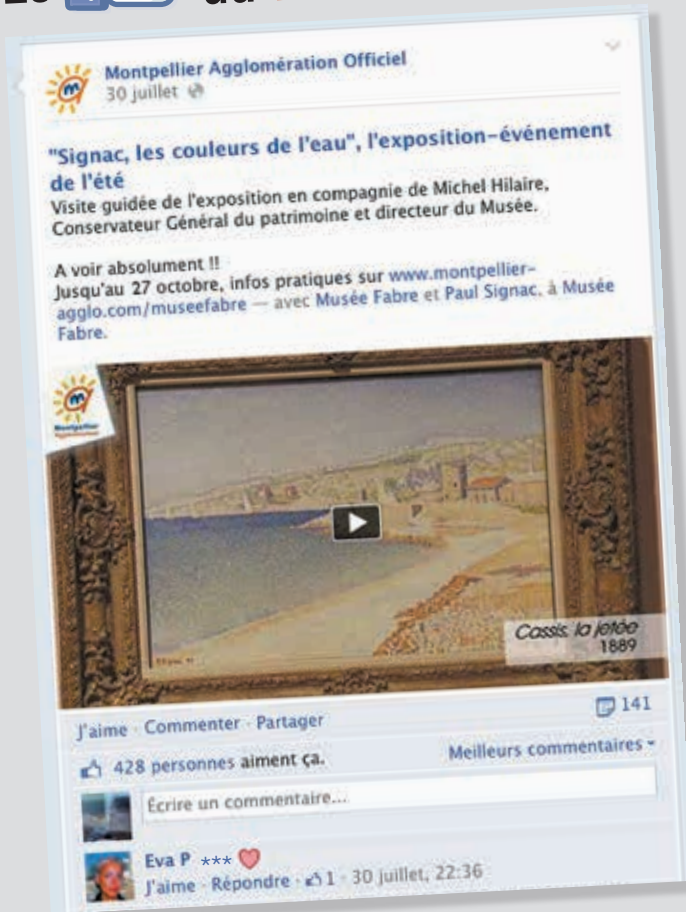 Montpellier Agglomération Officiel
30 juillet
"Signac, les couleurs de l'eau", l'exposition-événement
de l'été
Visite guidée de l'exposition en compagnie de Michel Hilaire,
Conservateur Général du patrimoine et directeur du Musée.
A voir absolument !!
Jusqu'au 27 octobre, infos pratiques sur www.montpellier-
agglo.com/museefabre — avec Musée Fabre et Paul Signac, à Musée
Fabre.
Montpellier
Cassis, la jetée
1889
J'aime · Commenter · Partager
141
428 personnes aiment ça.
Meilleurs commentaires
Écrire un commentaire...
Eva P ***
J'aime · Répondre · 1 · 30 juillet, 22:36